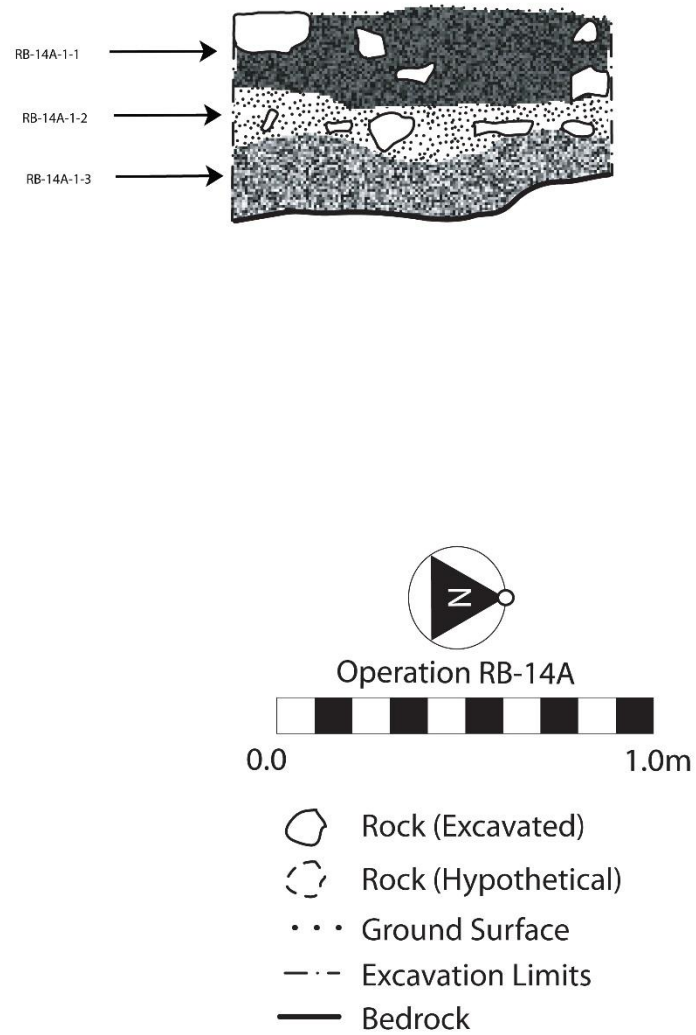 RB-14A-1-1
RB-14A-1-2
RB-14A-1-3
N
Operation RB-14A
0.0 1.0m
Rock (Excavated)
Rock (Hypothetical)
Ground Surface
Excavation Limits
Bedrock